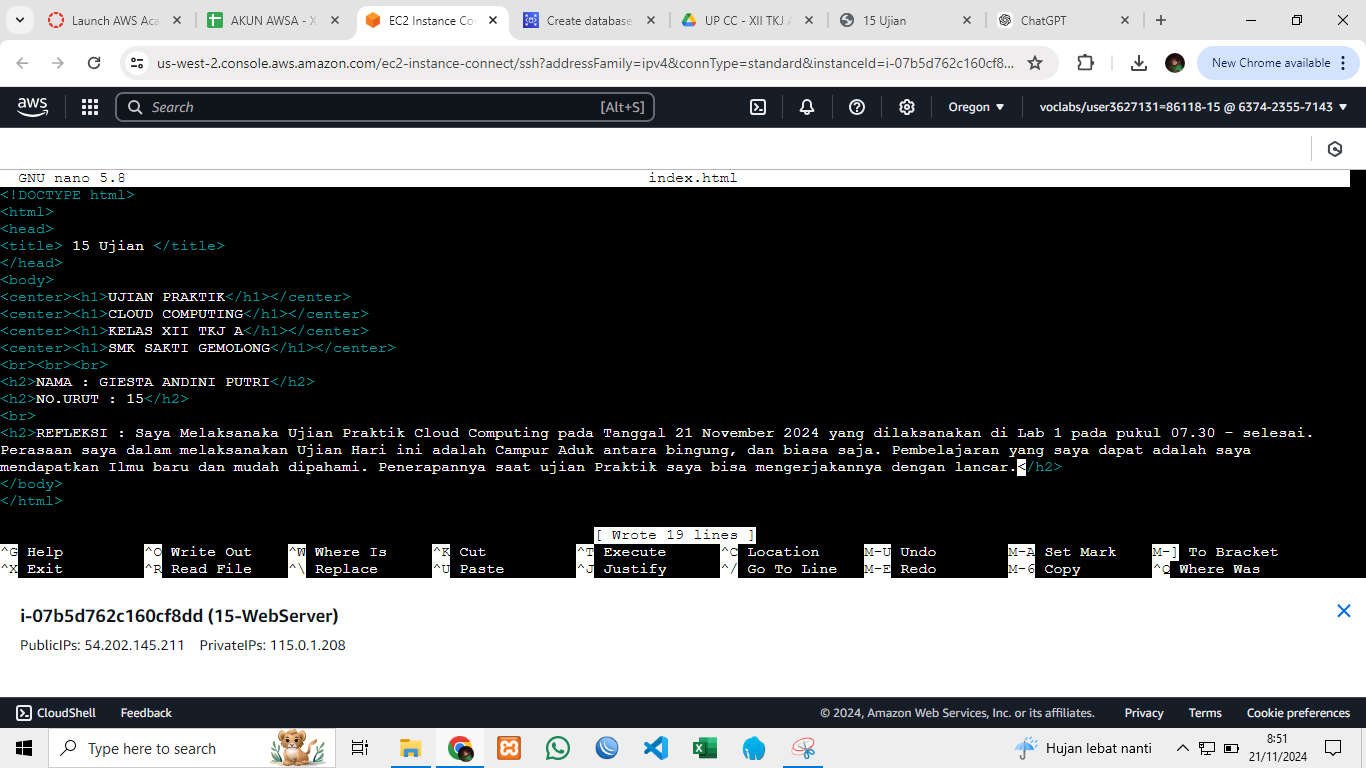 Launch AWS Aca
AKUN AWSA - X
EC2 Instance Co
Create database
UP CC - XII TKJ A
15 Ujian
ChatGPT
us-west-2.console.aws.amazon.com/ec2-instance-connect/ssh?addressFamily=ipv4&connType=standard&instanceId=i-07b5d762c160cf8...
New Chrome available
aws
Search
[Alt+S]
Oregon
voclabs/user3627131=86118-15 @ 6374-2355-7143
GNU nano 5.8 index.html
<!DOCTYPE html>
<html>
<head>
<title> 15 Ujian </title>
</head>
<body>
<center><h1>UJIAN PRAKTIK</h1></center>
<center><h1>CLOUD COMPUTING</h1></center>
<center><h1>KELAS XII TKJ A</h1></center>
<center><h1>SMK SAKTI GEMOLONG</h1></center>
<br><br><br>
<h2>NAMA : GIESTA ANDINI PUTRI</h2>
<h2>NO.URUT : 15</h2>
<br>
<h2>REFLEKSI : Saya Melaksanaka Ujian Praktik Cloud Computing pada Tanggal 21 November 2024 yang dilaksanakan di Lab 1 pada pukul 07.30 - selesai.
Perasaan saya dalam melaksanakan Ujian Hari ini adalah Campur Aduk antara bingung, dan biasa saja. Pembelajaran yang saya dapat adalah saya
mendapatkan Ilmu baru dan mudah dipahami. Penerapannya saat ujian Praktik saya bisa mengerjakannya dengan lancar.</h2>
</body>
</html>
[ Wrote 19 lines ]
^G Help ^O Write Out ^W Where Is ^K Cut ^T Execute ^C Location M-U Undo M-A Set Mark M-] To Bracket
^X Exit ^R Read File ^\ Replace ^U Paste ^J Justify ^/ Go To Line M-E Redo M-6 Copy ^Q Where Was
i-07b5d762c160cf8dd (15-WebServer)
PublicIPs: 54.202.145.211 PrivateIPs: 115.0.1.208
CloudShell Feedback © 2024, Amazon Web Services, Inc. or its affiliates. Privacy Terms Cookie preferences
Type here to search
Hujan lebat nanti
8:51
21/11/2024